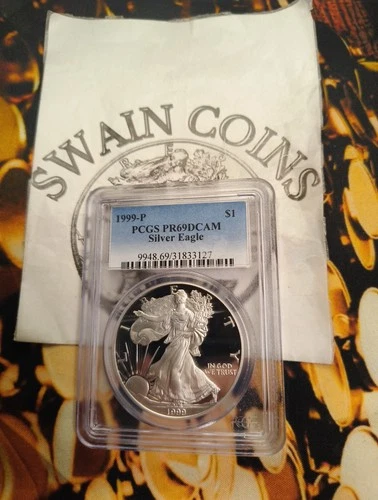 SWAIN COINS
1999-P $1
PCGS PR69DCAM
Silver Eagle
9948.69/31833127
LIBERTY
IN GOD
WE TRUST
1999